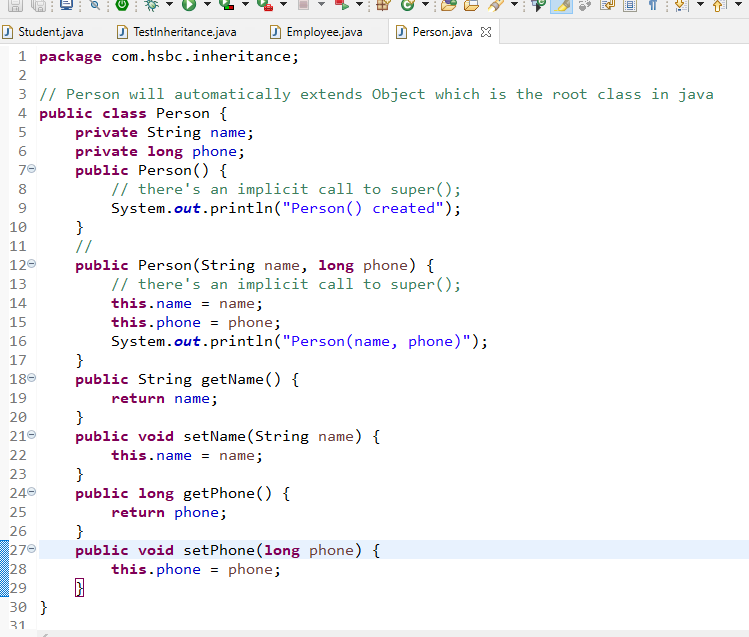 Student.java TestInheritance.java Employee.java Person.java
1 package com.hsbc.inheritance;
2
3 // Person will automatically extends Object which is the root class in java
4 public class Person {
5     private String name;
6     private long phone;
7     public Person() {
8         // there's an implicit call to super();
9         System.out.println("Person() created");
10     }
11     //
12     public Person(String name, long phone) {
13         // there's an implicit call to super();
14         this.name = name;
15         this.phone = phone;
16         System.out.println("Person(name, phone)");
17     }
18     public String getName() {
19         return name;
20     }
21     public void setName(String name) {
22         this.name = name;
23     }
24     public long getPhone() {
25         return phone;
26     }
27     public void setPhone(long phone) {
28         this.phone = phone;
29     }
30 }
31